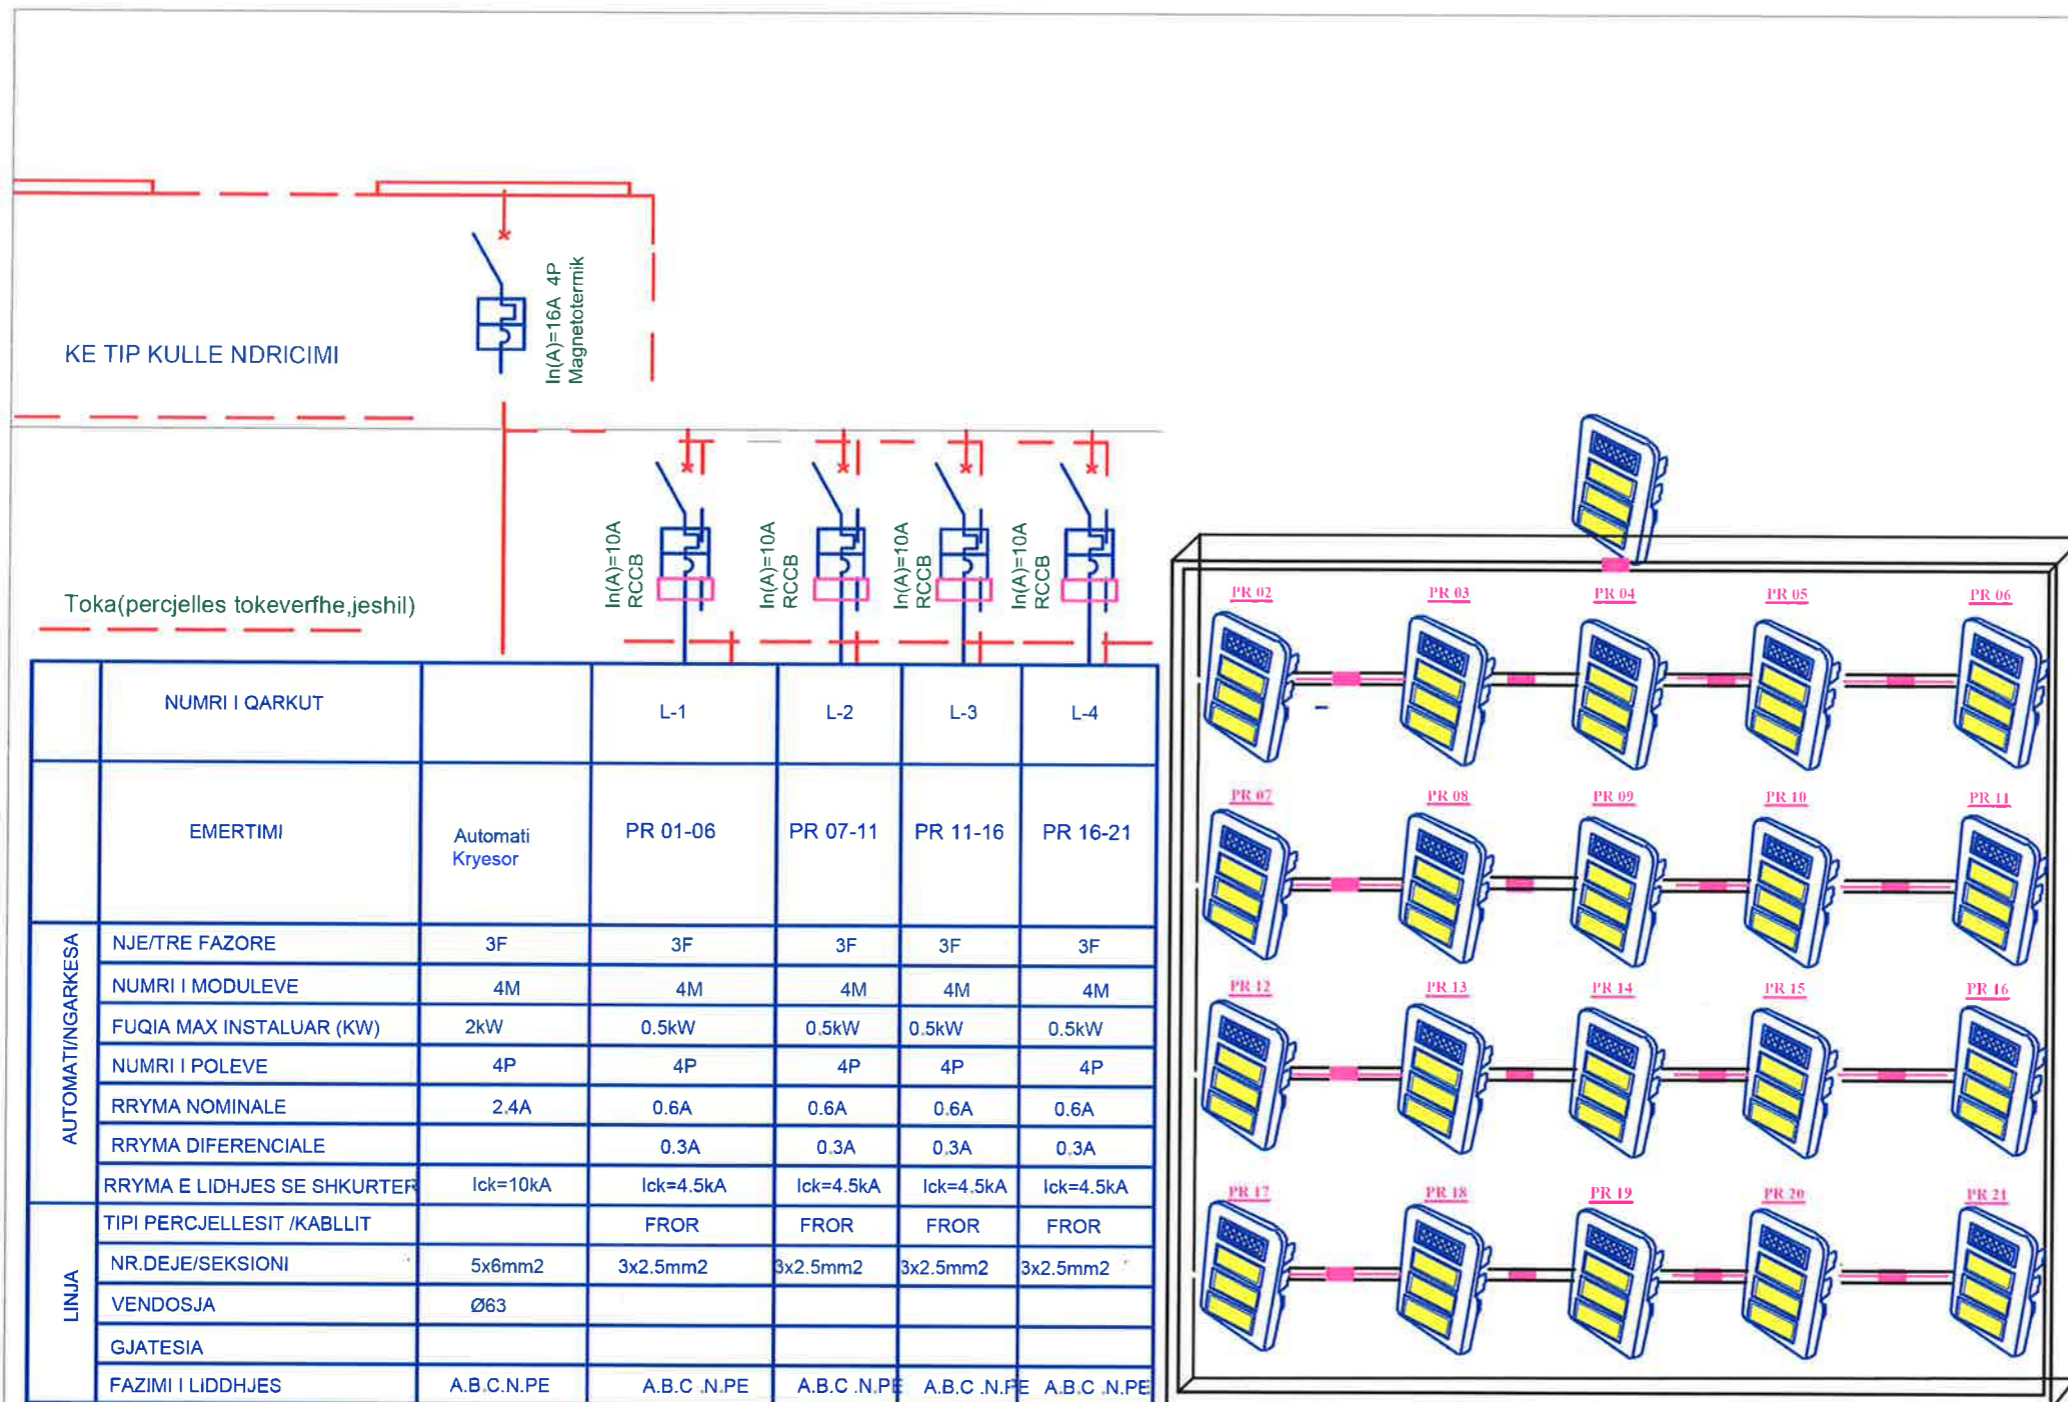 In(A)=16A 4P
Magnetotermik
KE TIP KULLE NDRICIMI
In(A)=10A
RCCB
In(A)=10A
RCCB
In(A)=10A
RCCB
In(A)=10A
RCCB
Toka(percjelles tokeverfhe,jeshil)
NUMRI I QARKUT L-1 L-2 L-3 L-4
EMERTIMI Automati Kryesor PR 01-06 PR 07-11 PR 11-16 PR 16-21
AUTOMATI/NGARKESA
NJE/TRE FAZORE 3F 3F 3F 3F 3F
NUMRI I MODULEVE 4M 4M 4M 4M 4M
FUQIA MAX INSTALUAR (KW) 2kW 0.5kW 0.5kW 0.5kW 0.5kW
NUMRI I POLEVE 4P 4P 4P 4P 4P
RRYMA NOMINALE 2.4A 0.6A 0.6A 0.6A 0.6A
RRYMA DIFERENCIALE 0.3A 0.3A 0.3A 0.3A
RRYMA E LIDHJES SE SHKURTER Ick=10kA Ick=4.5kA Ick=4.5kA Ick=4.5kA Ick=4.5kA
LINJA
TIPI PERCJELLESIT /KABLLIT FROR FROR FROR FROR
NR.DEJE/SEKSIONI 5x6mm2 3x2.5mm2 3x2.5mm2 3x2.5mm2 3x2.5mm2
VENDOSJA Ø63
GJATESIA
FAZIMI I LIDDHJES A.B.C.N.PE A.B.C .N.PE A.B.C .N.PE A.B.C .N.PE A.B.C .N.PE
PR 02 PR 03 PR 04 PR 05 PR 06
PR 07 PR 08 PR 09 PR 10 PR 11
PR 12 PR 13 PR 14 PR 15 PR 16
PR 17 PR 18 PR 19 PR 20 PR 21